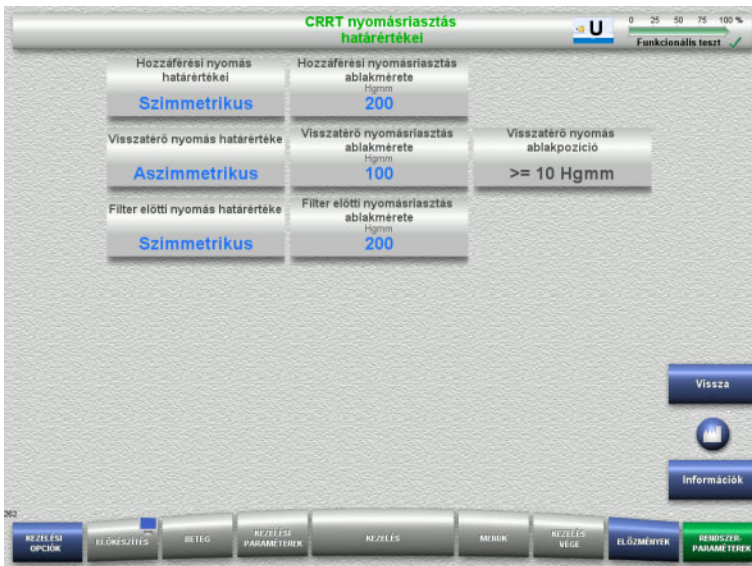 CRRT nyomásriasztás
határértékei
U
0 25 50 75 100 %
Funkcionális teszt
Hozzáférési nyomás
határértékei
Szimmetrikus
Hozzáférési nyomásriasztás
ablakmérete
Hgmm
200
Visszatérő nyomás határértéke
Aszimmetrikus
Visszatérő nyomásriasztás
ablakmérete
Hgmm
100
Visszatérő nyomás
ablakpozíció
>= 10 Hgmm
Filter előtti nyomás határértéke
Szimmetrikus
Filter előtti nyomásriasztás
ablakmérete
Hgmm
200
Vissza
Információk
262
KEZELÉSI
OPCIÓK
ELŐKÉSZÍTÉS
BETEG
KEZELÉSI
PARAMÉTEREK
KEZELÉS
MENÜK
KEZELÉS
VÉGE
ELŐZMÉNYEK
RENDSZER-
PARAMÉTEREK